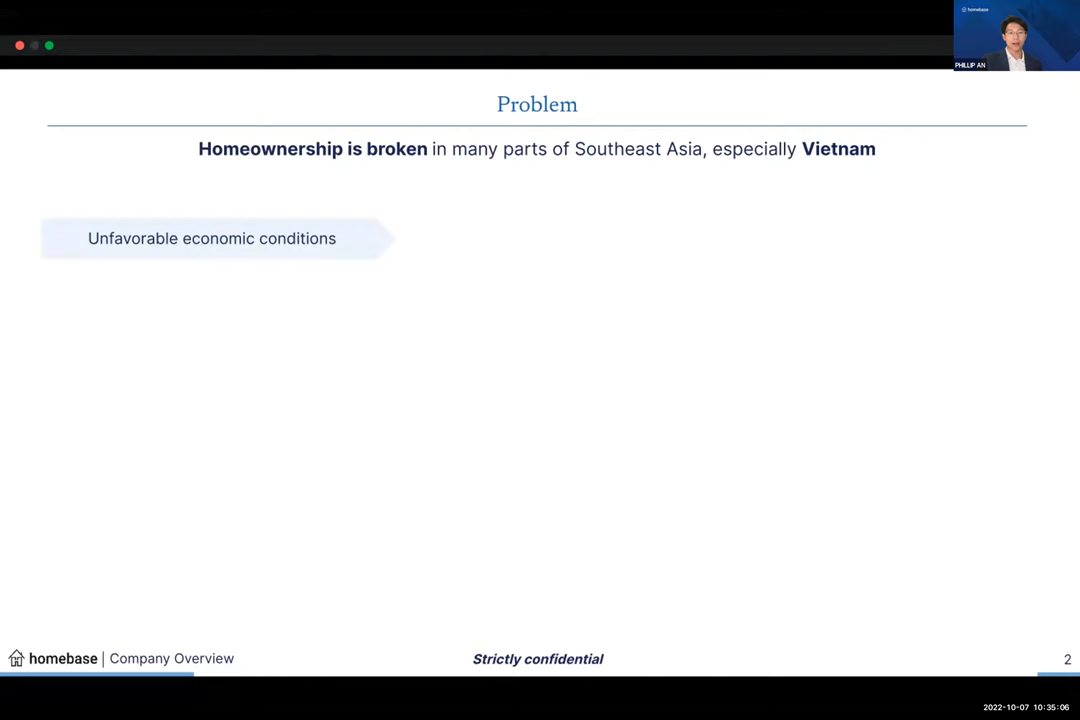 homebase
PHILLIP AN
Problem
Homeownership is broken in many parts of Southeast Asia, especially Vietnam
Unfavorable economic conditions
homebase | Company Overview
Strictly confidential
2
2022-10-07 10:35:06